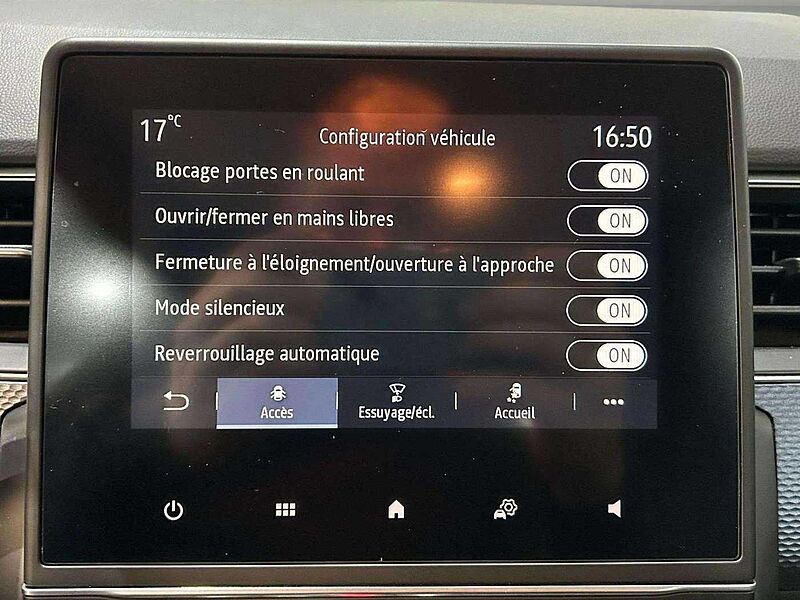 17°C Configuration véhicule 16:50
Blocage portes en roulant ON
Ouvrir/fermer en mains libres ON
Fermeture à l'éloignement/ouverture à l'approche ON
Mode silencieux ON
Reverrouillage automatique ON
Accès Essuyage/écl. Accueil ...